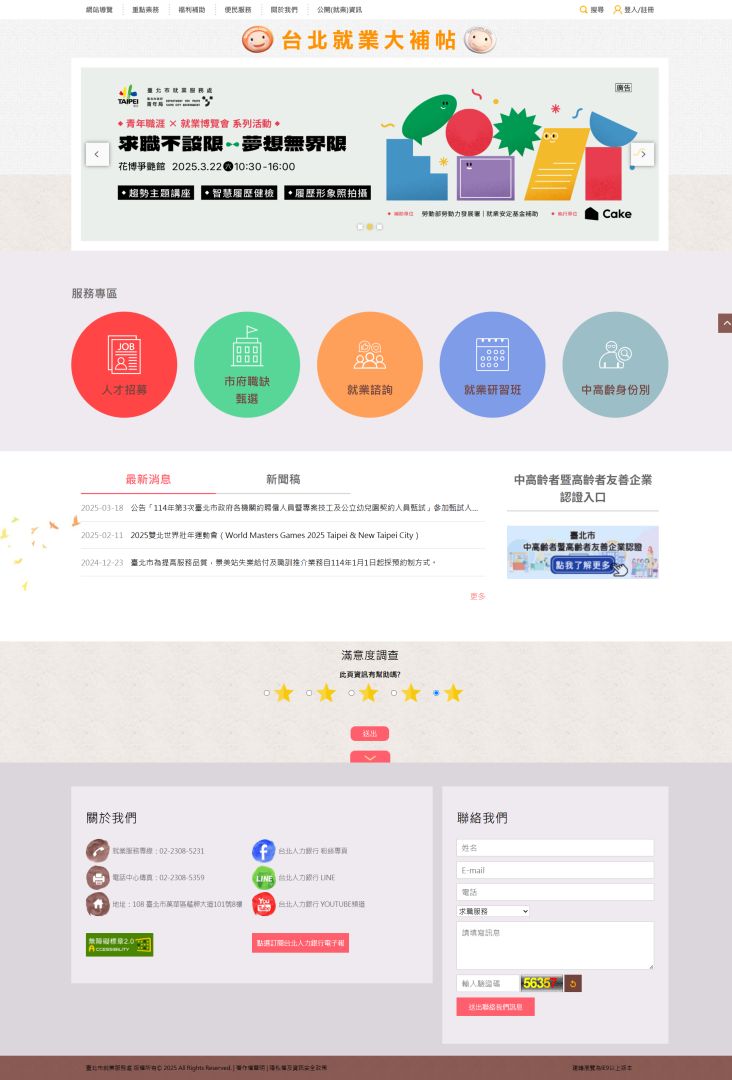 網站導覽
重點業務
福利補助
便民服務
關於我們
公開(就業)資訊
搜尋
登入/註冊
台北就業大補帖
廣告
TAIPEI
臺北市就業服務處
青年職涯 × 就業博覽會 系列活動
求職不設限 夢想無界限
花博爭艷館 2025.3.22 六 10:30-16:00
趨勢主題講座
智慧履歷健檢
履歷形象照拍攝
補助單位 勞動部勞動力發展署｜就業安定基金補助
執行單位 Cake
服務專區
JOB
人才招募
市府職缺
甄選
就業諮詢
就業研習班
中高齡身份別
最新消息
新聞稿
2025-03-18 公告「114年第3次臺北市政府各機關約聘僱人員暨專案技工及公立幼兒園契約人員甄試」參加甄試人...
2025-02-11 2025雙北世界壯年運動會（World Masters Games 2025 Taipei & New Taipei City）
2024-12-23 臺北市為提高服務品質，景美站失業給付及職訓推介業務自114年1月1日起採預約制方式。
更多
中高齡者暨高齡者友善企業
認證入口
臺北市
中高齡者暨高齡者友善企業認證
點我了解更多
滿意度調查
此頁資訊有幫助嗎?
送出
關於我們
就業服務專線：02-2308-5231
台北人力銀行 粉絲專頁
電話中心傳真：02-2308-5359
LINE
台北人力銀行 LINE
地址：108 臺北市萬華區艋舺大道101號8樓
You
台北人力銀行 YOUTUBE頻道
無障礙標章2.0
ACCESSIBILITY
點選訂閱台北人力銀行電子報
聯絡我們
姓名
E-mail
電話
求職服務
請填寫訊息
輸入驗證碼
5635
送出聯絡我們訊息
臺北市就業服務處 版權所有© 2025 All Rights Reserved. | 著作權聲明 | 隱私權及資訊安全政策
建議瀏覽為IE9以上版本